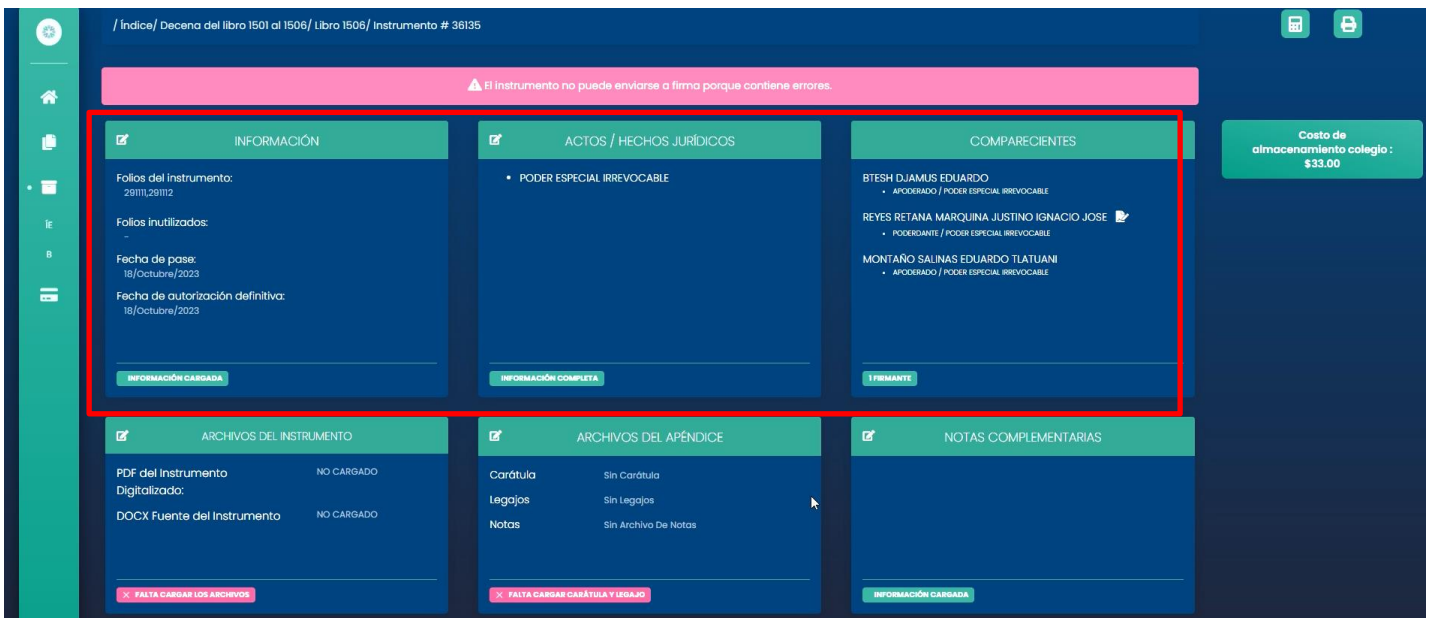 / Índice/ Decena del libro 1501 al 1506/ Libro 1506/ Instrumento # 36135
El instrumento no puede enviarse a firma porque contiene errores.
INFORMACIÓN
Folios del instrumento:
291111,291112
Folios inutilizados:
-
Fecha de pase:
18/Octubre/2023
Fecha de autorización definitiva:
18/Octubre/2023
INFORMACIÓN CARGADA
ACTOS / HECHOS JURÍDICOS
• PODER ESPECIAL IRREVOCABLE
INFORMACIÓN COMPLETA
COMPARECIENTES
BTESH DJAMUS EDUARDO
• APODERADO / PODER ESPECIAL IRREVOCABLE
REYES RETANA MARQUINA JUSTINO IGNACIO JOSE
• PODERDANTE / PODER ESPECIAL IRREVOCABLE
MONTAÑO SALINAS EDUARDO TLATUANI
• APODERADO / PODER ESPECIAL IRREVOCABLE
1 FIRMANTE
Costo de
almacenamiento colegio :
$33.00
ARCHIVOS DEL INSTRUMENTO
PDF del Instrumento NO CARGADO
Digitalizado:
DOCX Fuente del Instrumento NO CARGADO
× FALTA CARGAR LOS ARCHIVOS
ARCHIVOS DEL APÉNDICE
Carátula Sin Carátula
Legajos Sin Legajos
Notas Sin Archivo De Notas
× FALTA CARGAR CARÁTULA Y LEGAJO
NOTAS COMPLEMENTARIAS
INFORMACIÓN CARGADA
B